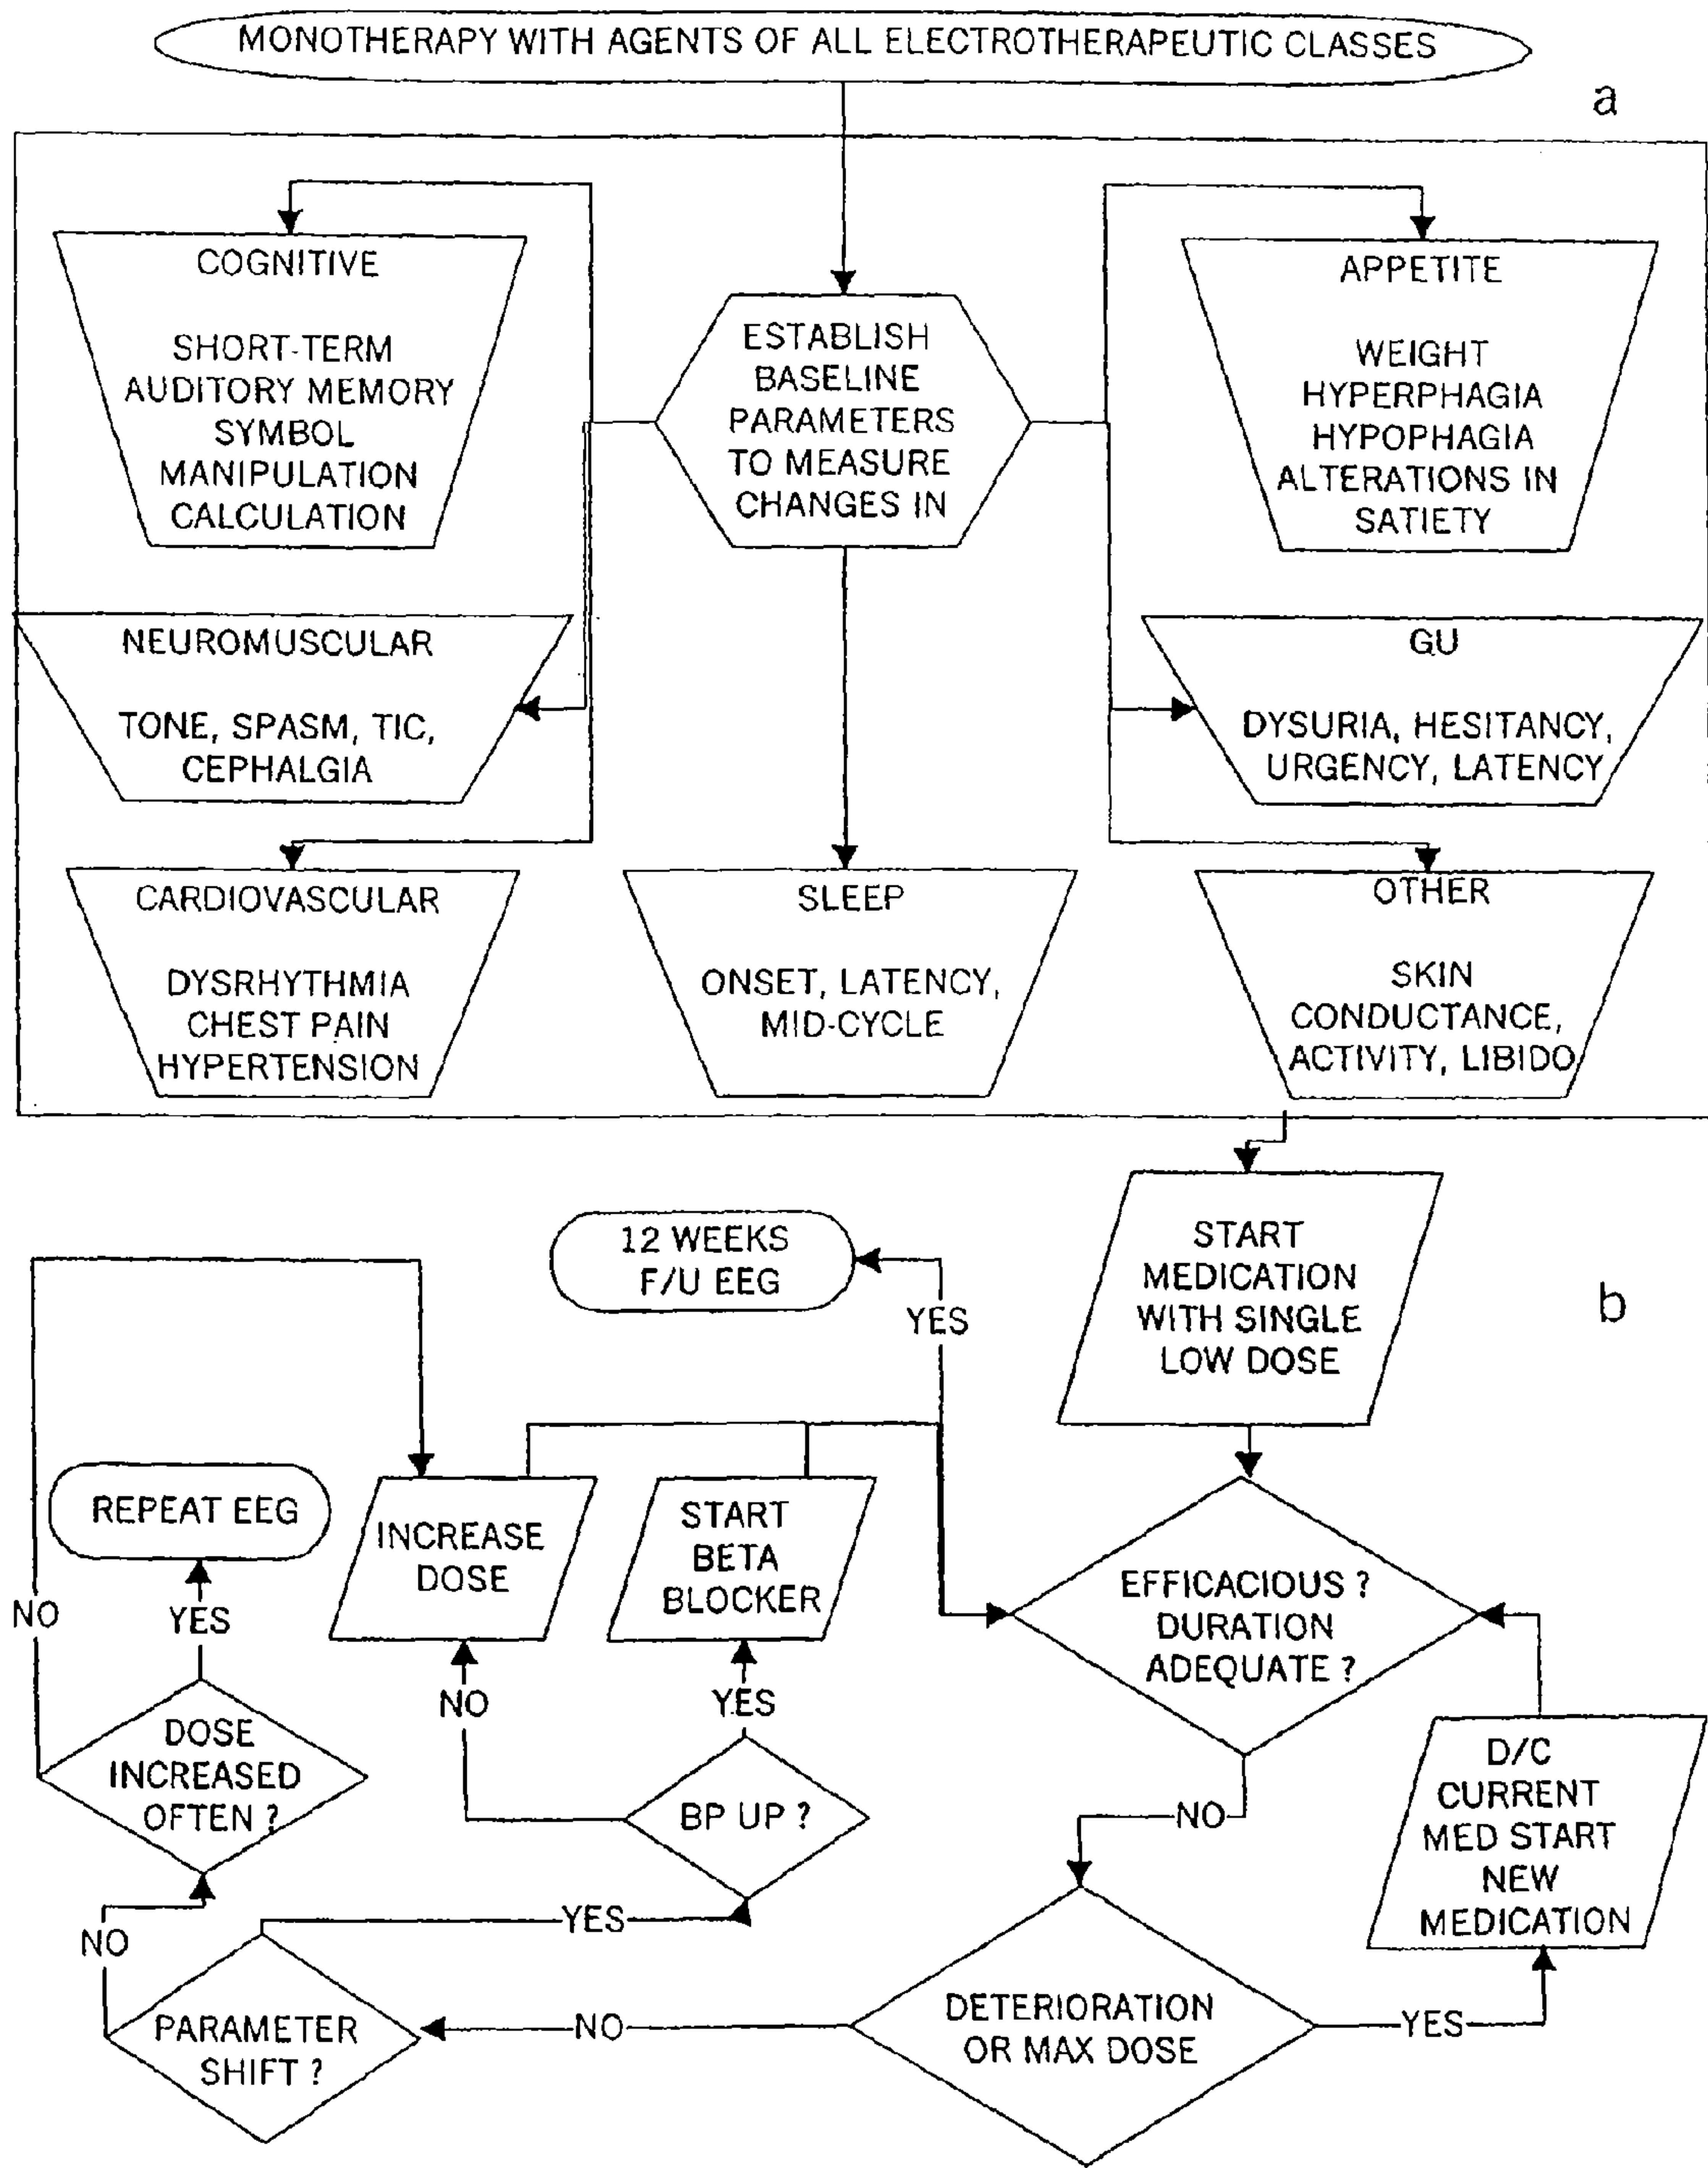 MONOTHERAPY WITH AGENTS OF ALL ELECTROTHERAPEUTIC CLASSES
a
COGNITIVE
SHORT-TERM
AUDITORY MEMORY
SYMBOL
MANIPULATION
CALCULATION
ESTABLISH
BASELINE
PARAMETERS
TO MEASURE
CHANGES IN
APPETITE
WEIGHT
HYPERPHAGIA
HYPOPHAGIA
ALTERATIONS IN
SATIETY
NEUROMUSCULAR
TONE, SPASM, TIC,
CEPHALGIA
GU
DYSURIA, HESITANCY,
URGENCY, LATENCY
CARDIOVASCULAR
DYSRHYTHMIA
CHEST PAIN
HYPERTENSION
SLEEP
ONSET, LATENCY,
MID-CYCLE
OTHER
SKIN
CONDUCTANCE,
ACTIVITY, LIBIDO
b
START
MEDICATION
WITH SINGLE
LOW DOSE
12 WEEKS
F/U EEG
YES
REPEAT EEG
INCREASE
DOSE
START
BETA
BLOCKER
EFFICACIOUS ?
DURATION
ADEQUATE ?
NO
YES
NO
YES
DOSE
INCREASED
OFTEN ?
BP UP ?
NO
D/C
CURRENT
MED START
NEW
MEDICATION
NO
YES
PARAMETER
SHIFT ?
NO
DETERIORATION
OR MAX DOSE
YES